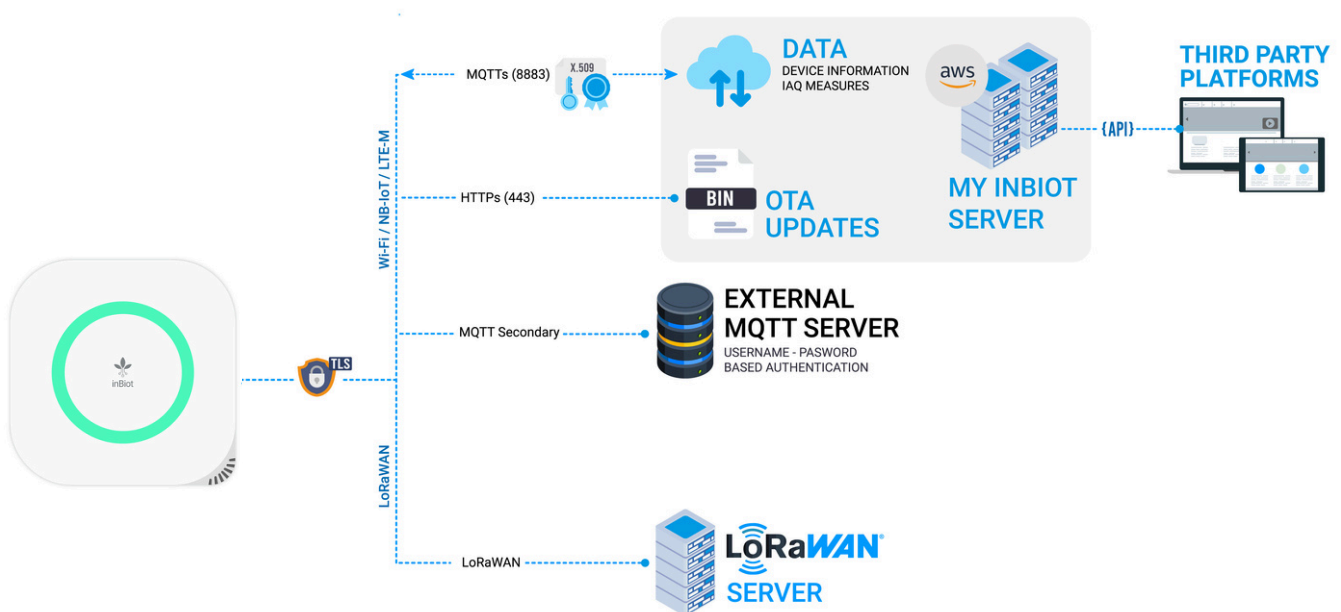 MQTTs (8883)
X.509
DATA
DEVICE INFORMATION
IAQ MEASURES
aws
THIRD PARTY
PLATFORMS
{API}
Wi-Fi / NB-IoT / LTE-M
HTTPs (443)
BIN
OTA
UPDATES
MY INBIOT
SERVER
EXTERNAL
MQTT SERVER
USERNAME - PASWORD
BASED AUTHENTICATION
MQTT Secondary
TLS
inBiot
LoRaWAN
LoRaWAN
LoRaWAN®
SERVER